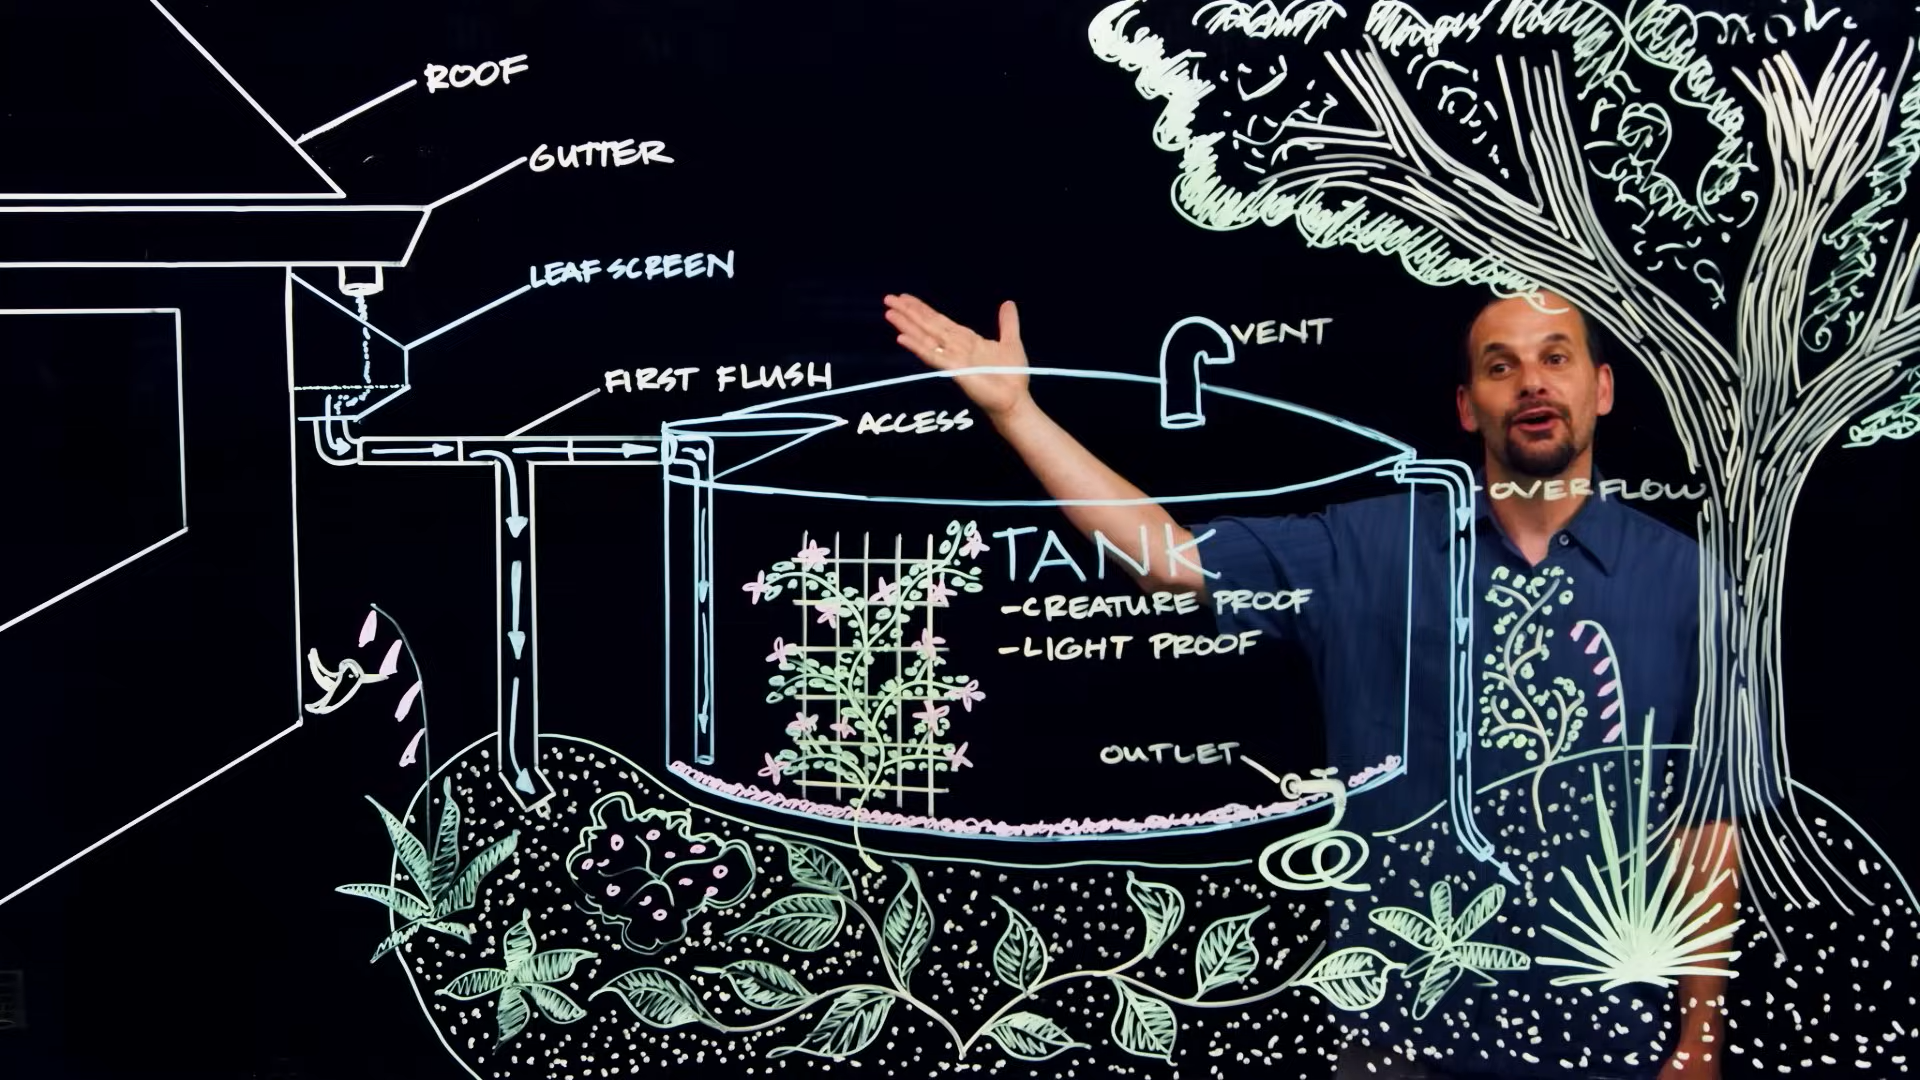 ROOF
GUTTER
LEAF SCREEN
VENT
FIRST FLUSH
ACCESS
OVERFLOW
TANK
-CREATURE PROOF
-LIGHT PROOF
OUTLET